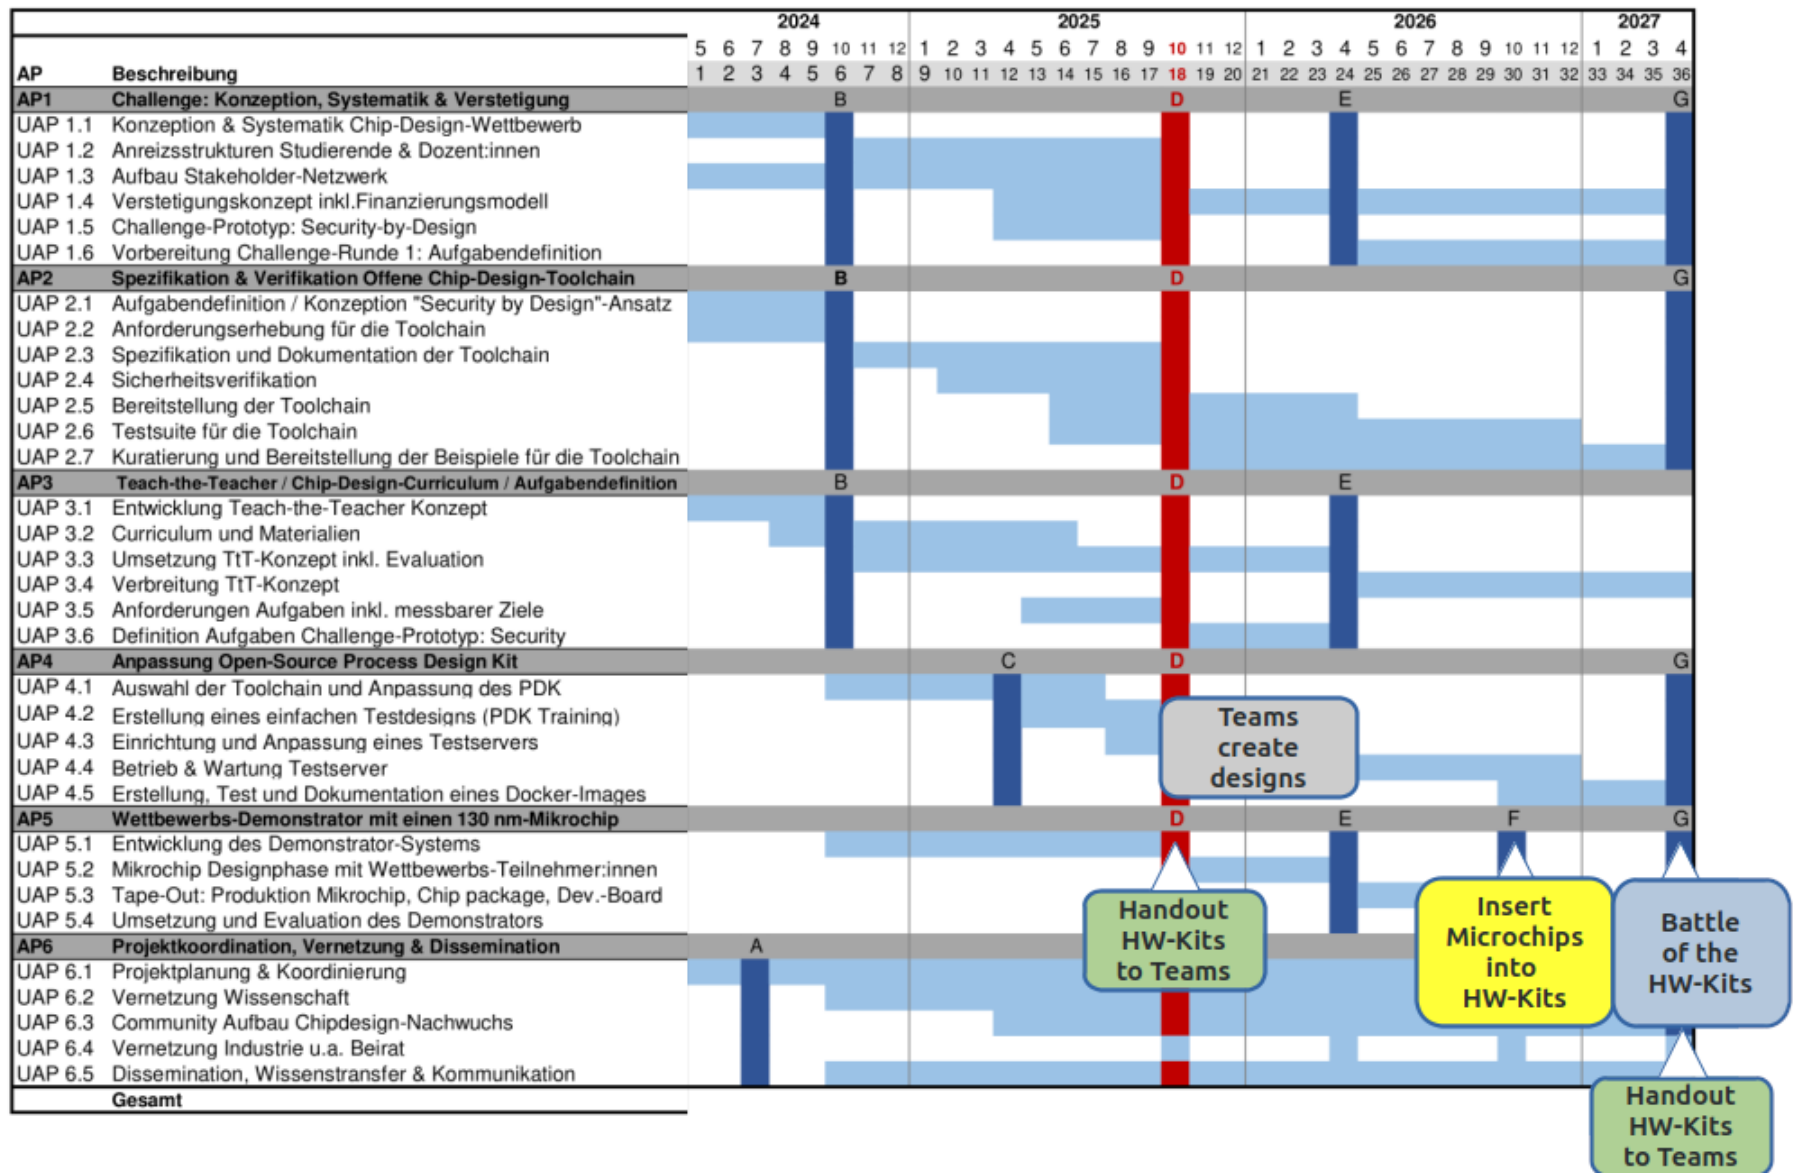 2024 2025 2026 2027
5 6 7 8 9 10 11 12 1 2 3 4 5 6 7 8 9 10 11 12 1 2 3 4 5 6 7 8 9 10 11 12 1 2 3 4
AP Beschreibung 1 2 3 4 5 6 7 8 9 10 11 12 13 14 15 16 17 18 19 20 21 22 23 24 25 26 27 28 29 30 31 32 33 34 35 36
AP1 Challenge: Konzeption, Systematik & Verstetigung B D E G
UAP 1.1 Konzeption & Systematik Chip-Design-Wettbewerb
UAP 1.2 Anreizsstrukturen Studierende & Dozent:innen
UAP 1.3 Aufbau Stakeholder-Netzwerk
UAP 1.4 Verstetigungskonzept inkl.Finanzierungsmodell
UAP 1.5 Challenge-Prototyp: Security-by-Design
UAP 1.6 Vorbereitung Challenge-Runde 1: Aufgabendefinition
AP2 Spezifikation & Verifikation Offene Chip-Design-Toolchain B D G
UAP 2.1 Aufgabendefinition / Konzeption "Security by Design"-Ansatz
UAP 2.2 Anforderungserhebung für die Toolchain
UAP 2.3 Spezifikation und Dokumentation der Toolchain
UAP 2.4 Sicherheitsverifikation
UAP 2.5 Bereitstellung der Toolchain
UAP 2.6 Testsuite für die Toolchain
UAP 2.7 Kuratierung und Bereitstellung der Beispiele für die Toolchain
AP3 Teach-the-Teacher / Chip-Design-Curriculum / Aufgabendefinition B D E
UAP 3.1 Entwicklung Teach-the-Teacher Konzept
UAP 3.2 Curriculum und Materialien
UAP 3.3 Umsetzung TtT-Konzept inkl. Evaluation
UAP 3.4 Verbreitung TtT-Konzept
UAP 3.5 Anforderungen Aufgaben inkl. messbarer Ziele
UAP 3.6 Definition Aufgaben Challenge-Prototyp: Security
AP4 Anpassung Open-Source Process Design Kit C D G
UAP 4.1 Auswahl der Toolchain und Anpassung des PDK
UAP 4.2 Erstellung eines einfachen Testdesigns (PDK Training)
UAP 4.3 Einrichtung und Anpassung eines Testservers
UAP 4.4 Betrieb & Wartung Testserver
UAP 4.5 Erstellung, Test und Dokumentation eines Docker-Images
Teams
create
designs
AP5 Wettbewerbs-Demonstrator mit einen 130 nm-Mikrochip D E F G
UAP 5.1 Entwicklung des Demonstrator-Systems
UAP 5.2 Mikrochip Designphase mit Wettbewerbs-Teilnehmer:innen
UAP 5.3 Tape-Out: Produktion Mikrochip, Chip package, Dev.-Board
UAP 5.4 Umsetzung und Evaluation des Demonstrators
AP6 Projektkoordination, Vernetzung & Dissemination A
UAP 6.1 Projektplanung & Koordinierung
UAP 6.2 Vernetzung Wissenschaft
UAP 6.3 Community Aufbau Chipdesign-Nachwuchs
UAP 6.4 Vernetzung Industrie u.a. Beirat
UAP 6.5 Dissemination, Wissenstransfer & Kommunikation
Gesamt
Handout
HW-Kits
to Teams
Insert
Microchips
into
HW-Kits
Battle
of the
HW-Kits
Handout
HW-Kits
to Teams